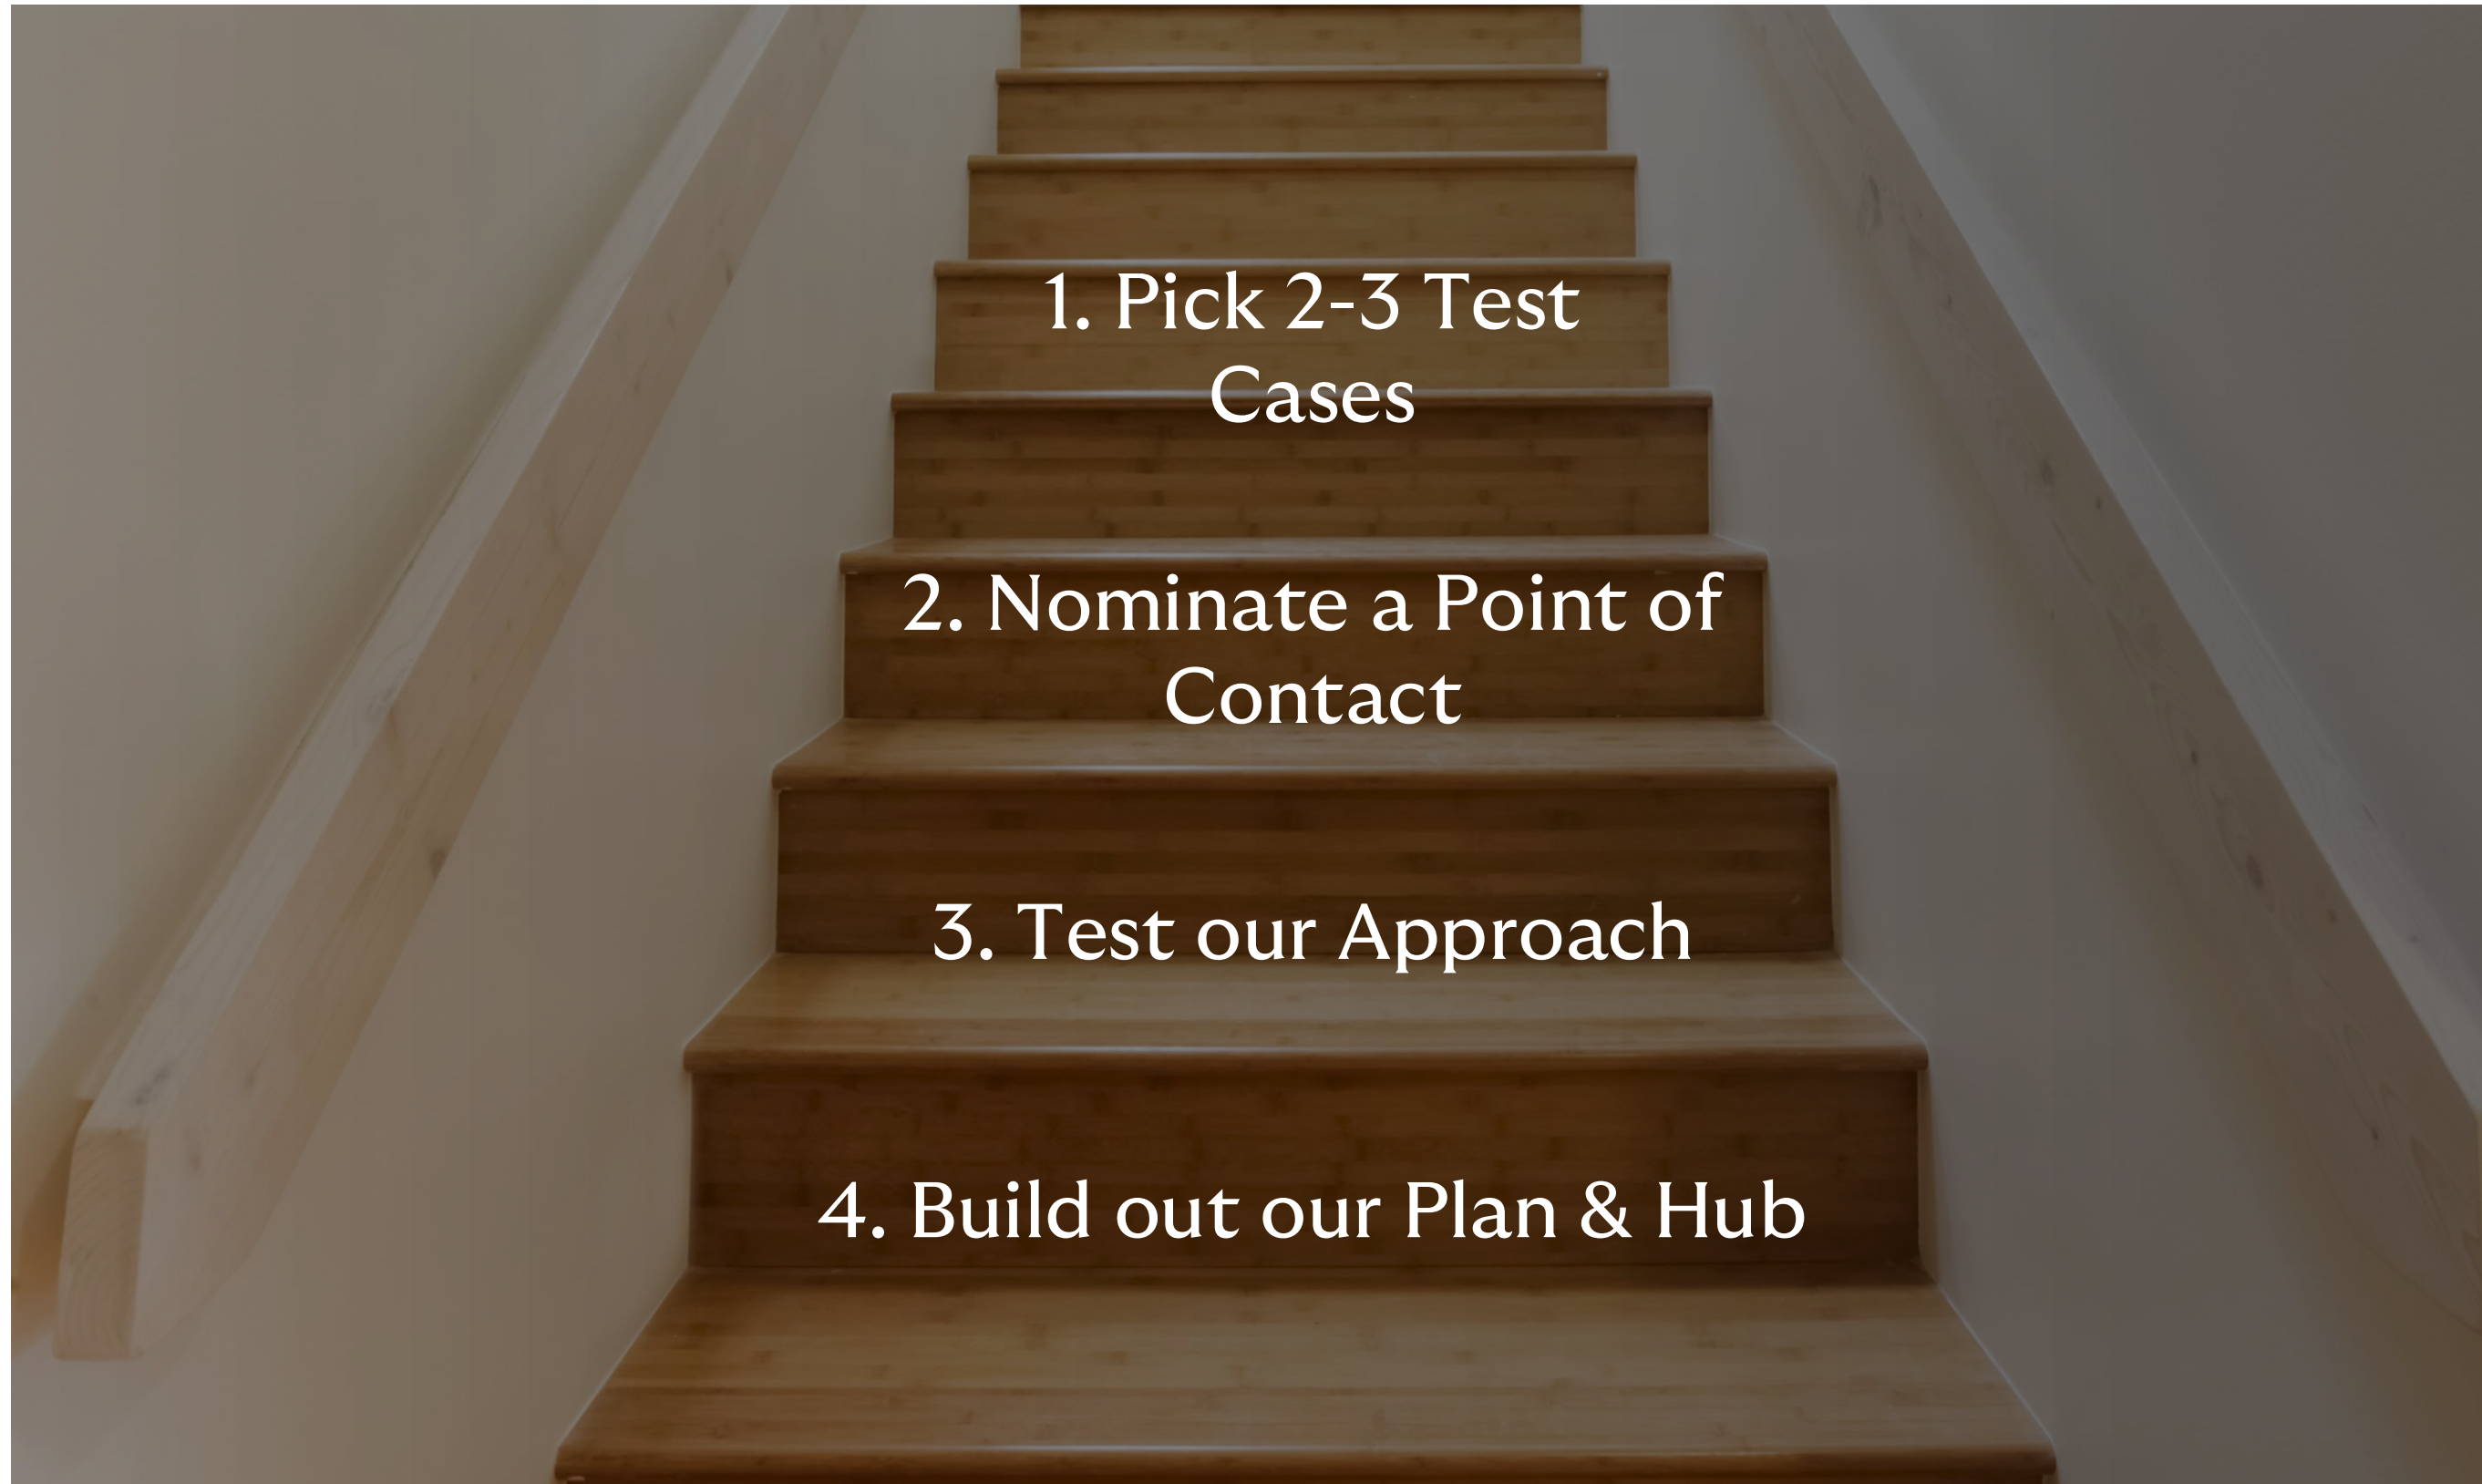 1. Pick 2-3 Test
Cases
2. Nominate a Point of
Contact
3. Test our Approach
4. Build out our Plan & Hub